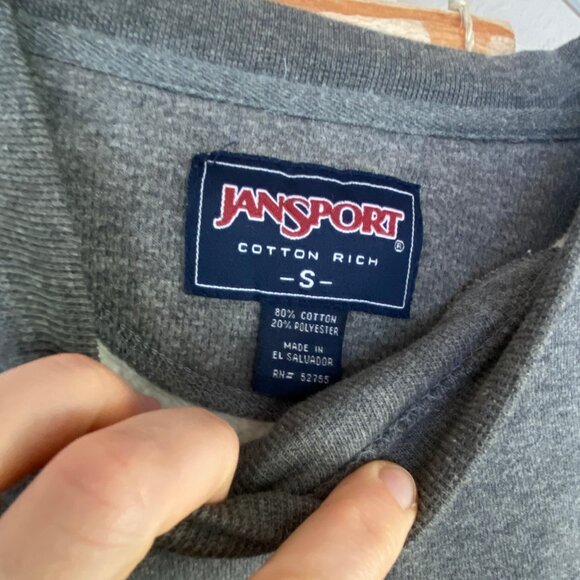 JANSPORT®
COTTON RICH
-S-
80% COTTON
20% POLYESTER
MADE IN
EL SALVADOR
RN# 52755